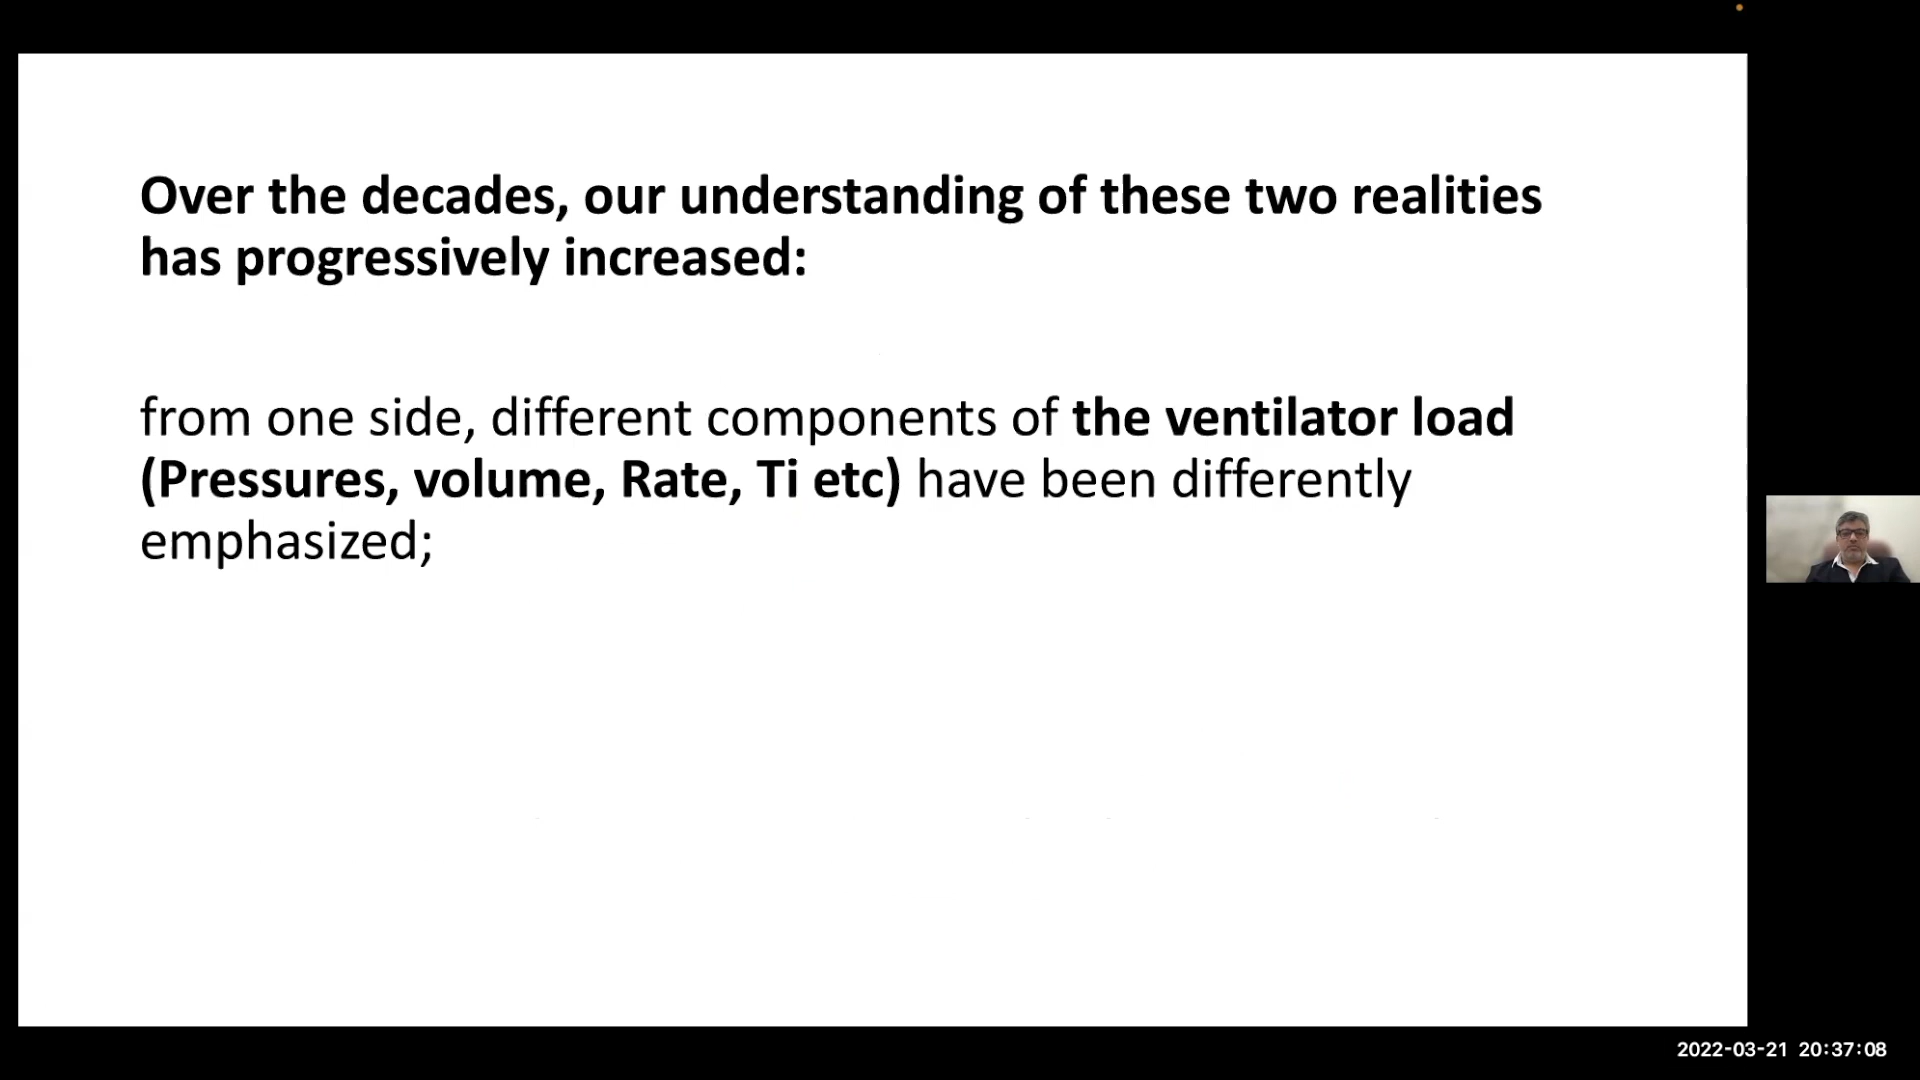 Over the decades, our understanding of these two realities
has progressively increased:
from one side, different components of the ventilator load
(Pressures, volume, Rate, Ti etc) have been differently
emphasized;
2022-03-21 20:37:08